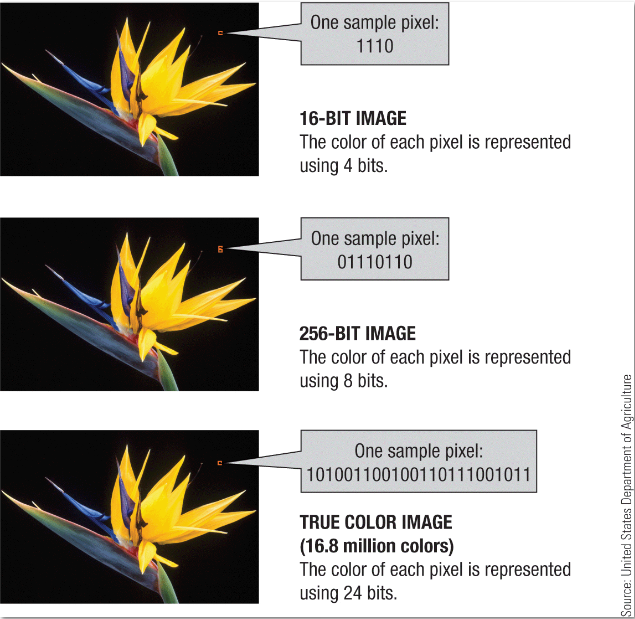 One sample pixel:
1110
16-BIT IMAGE
The color of each pixel is represented
using 4 bits.
One sample pixel:
01110110
256-BIT IMAGE
The color of each pixel is represented
using 8 bits.
One sample pixel:
101001100100110111001011
TRUE COLOR IMAGE
(16.8 million colors)
The color of each pixel is represented
using 24 bits.
Source: United States Department of Agriculture